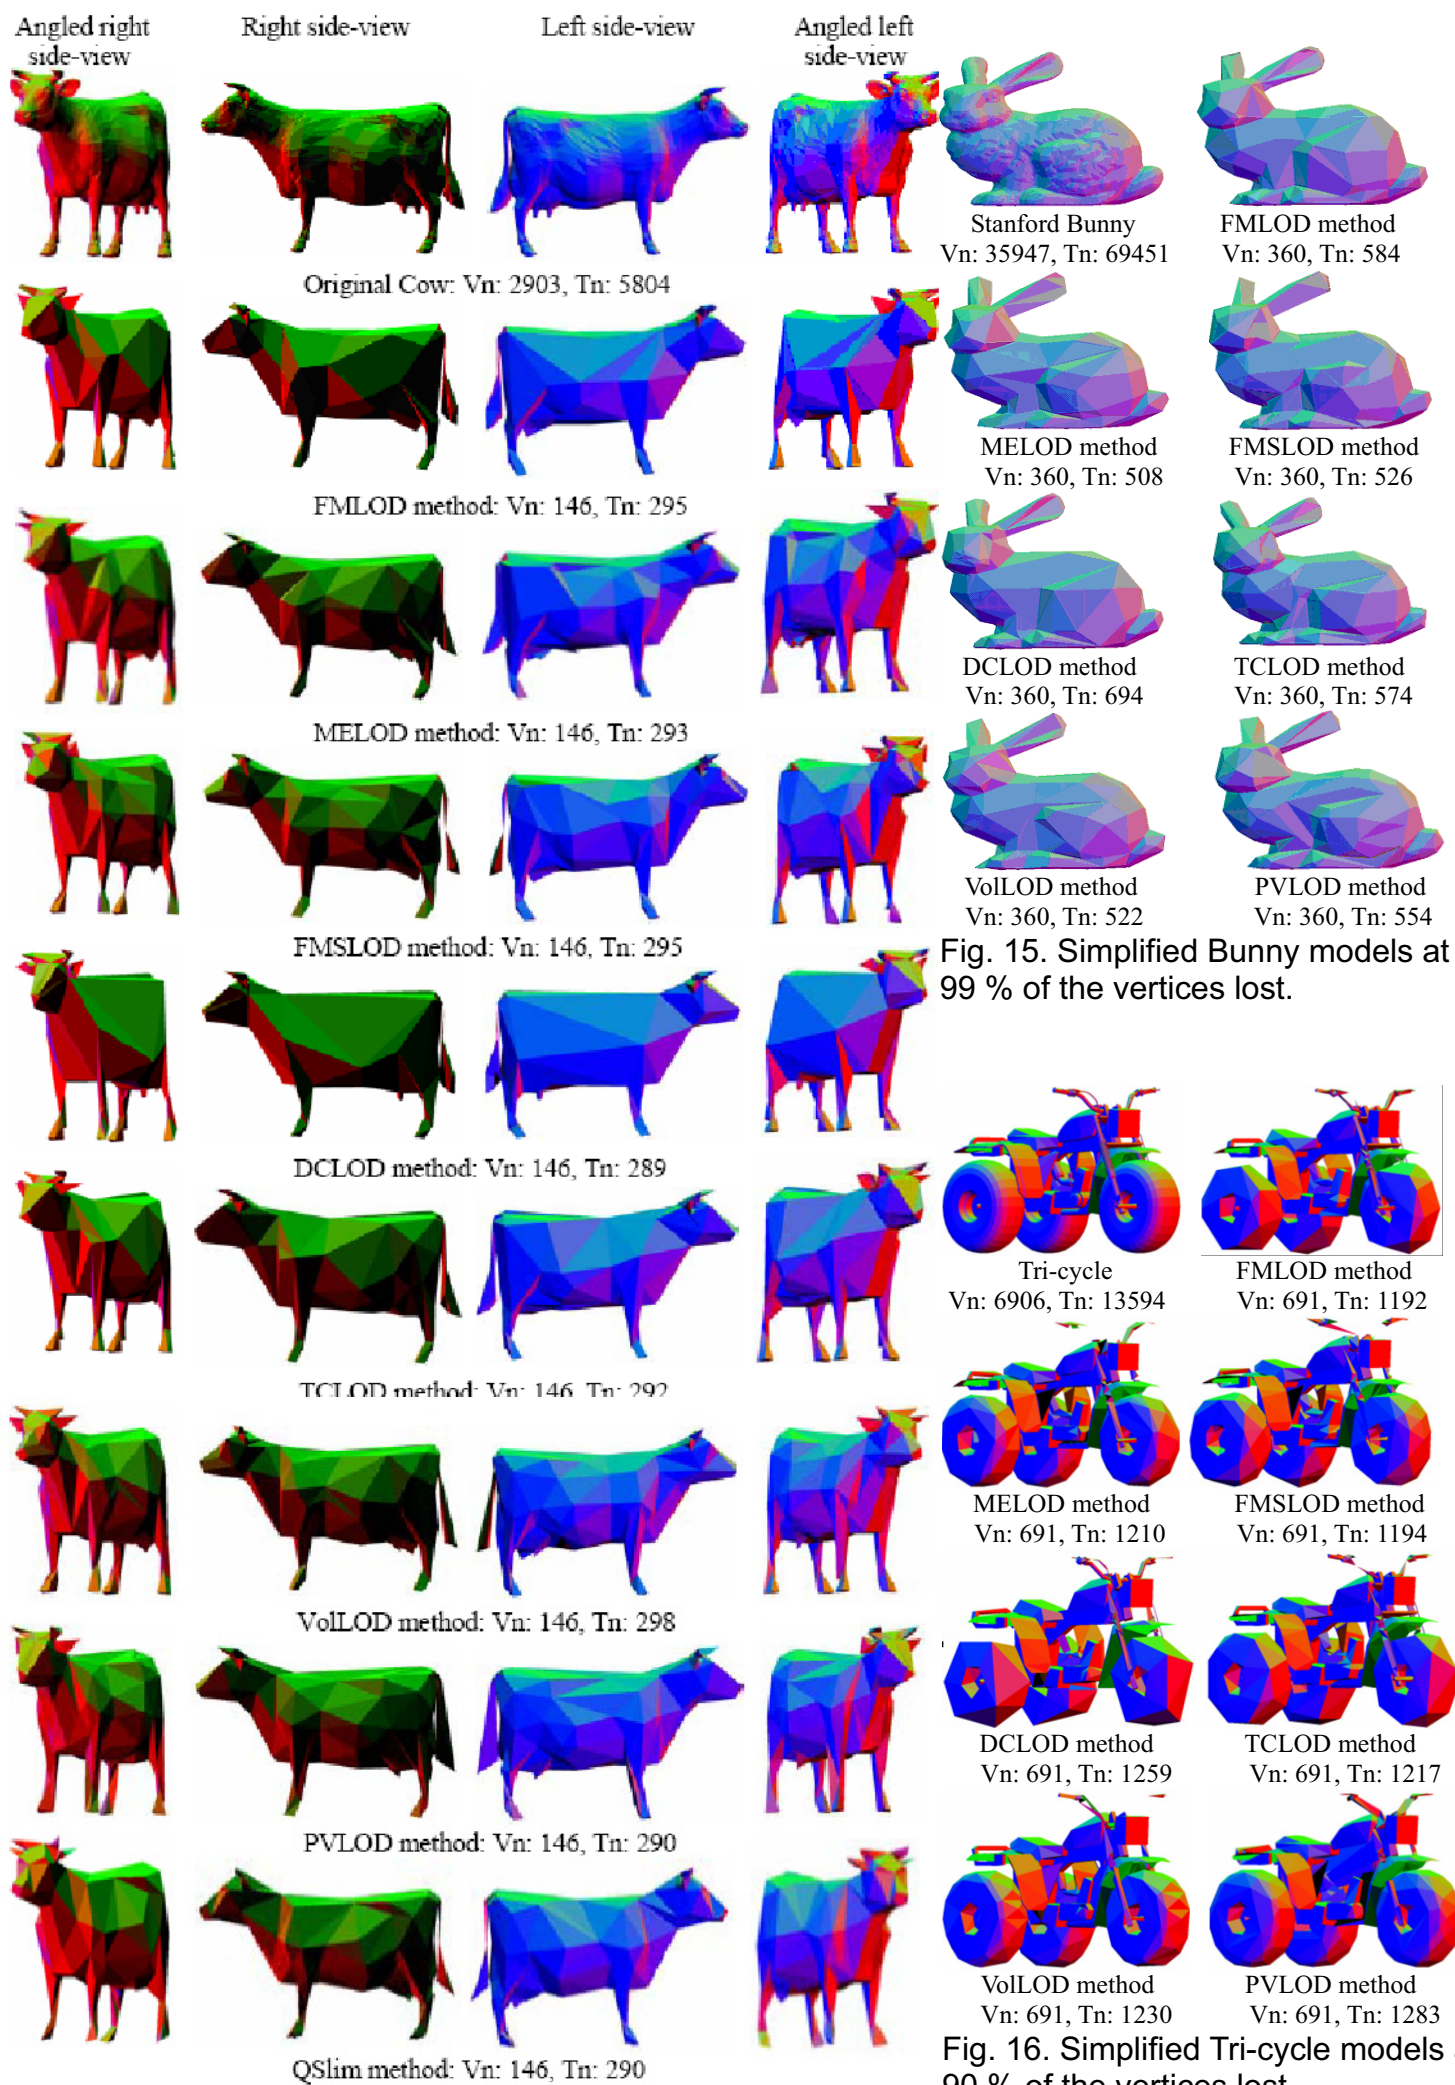 Angled right
side-view
Right side-view
Left side-view
Angled left
side-view
Original Cow: Vn: 2903, Tn: 5804
FMLOD method: Vn: 146, Tn: 295
MELOD method: Vn: 146, Tn: 293
FMSLOD method: Vn: 146, Tn: 295
DCLOD method: Vn: 146, Tn: 289
TCLOD method: Vn: 146, Tn: 292
VolLOD method: Vn: 146, Tn: 298
PVLOD method: Vn: 146, Tn: 290
QSlim method: Vn: 146, Tn: 290
Stanford Bunny
Vn: 35947, Tn: 69451
FMLOD method
Vn: 360, Tn: 584
MELOD method
Vn: 360, Tn: 508
FMSLOD method
Vn: 360, Tn: 526
DCLOD method
Vn: 360, Tn: 694
TCLOD method
Vn: 360, Tn: 574
VolLOD method
Vn: 360, Tn: 522
PVLOD method
Vn: 360, Tn: 554
Fig. 15. Simplified Bunny models at
99 % of the vertices lost.
Tri-cycle
Vn: 6906, Tn: 13594
FMLOD method
Vn: 691, Tn: 1192
MELOD method
Vn: 691, Tn: 1210
FMSLOD method
Vn: 691, Tn: 1194
DCLOD method
Vn: 691, Tn: 1259
TCLOD method
Vn: 691, Tn: 1217
VolLOD method
Vn: 691, Tn: 1230
PVLOD method
Vn: 691, Tn: 1283
Fig. 16. Simplified Tri-cycle models
90 % of the vertices lost